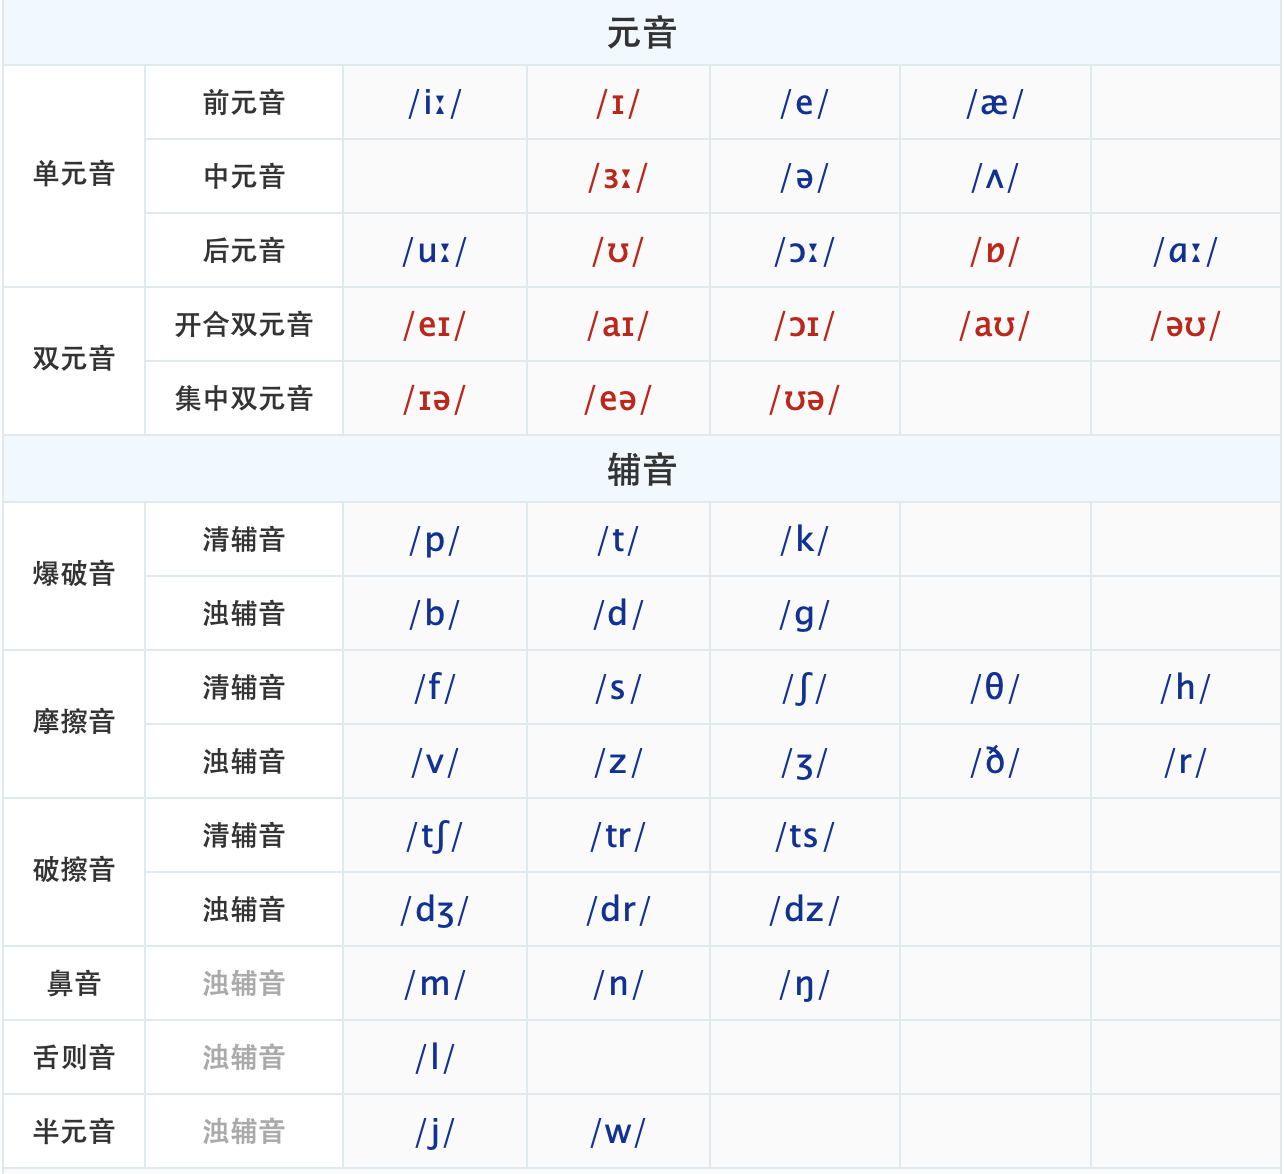 元音
单元音 前元音 /iː/ /ɪ/ /e/ /æ/
中元音 /ɜː/ /ə/ /ʌ/
后元音 /uː/ /ʊ/ /ɔː/ /ɒ/ /ɑː/
双元音 开合双元音 /eɪ/ /aɪ/ /ɔɪ/ /aʊ/ /əʊ/
集中双元音 /ɪə/ /eə/ /ʊə/
辅音
爆破音 清辅音 /p/ /t/ /k/
浊辅音 /b/ /d/ /g/
摩擦音 清辅音 /f/ /s/ /ʃ/ /θ/ /h/
浊辅音 /v/ /z/ /ʒ/ /ð/ /r/
破擦音 清辅音 /tʃ/ /tr/ /ts/
浊辅音 /dʒ/ /dr/ /dz/
鼻音 浊辅音 /m/ /n/ /ŋ/
舌则音 浊辅音 /l/
半元音 浊辅音 /j/ /w/